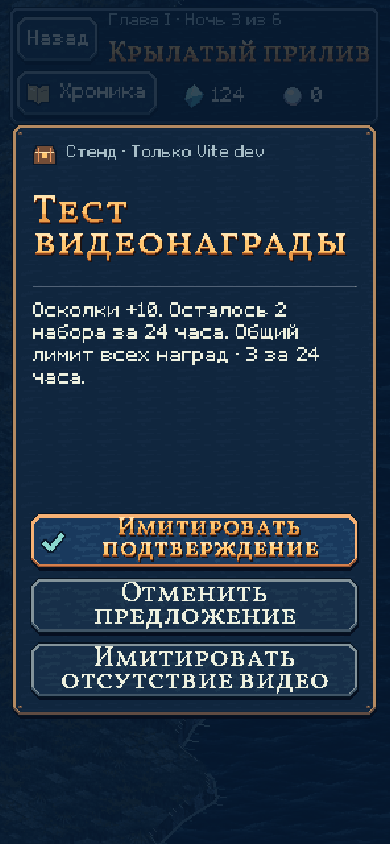 Глава I · Ночь 3 из 6
Назад
Крылатый прилив
Хроника
124
0
Стенд · Только Vite dev
Тест
видеонаграды
Осколки +10. Осталось 2
набора за 24 часа. Общий
лимит всех наград · 3 за 24
часа.
Имитировать
подтверждение
Отменить
предложение
Имитировать
отсутствие видео